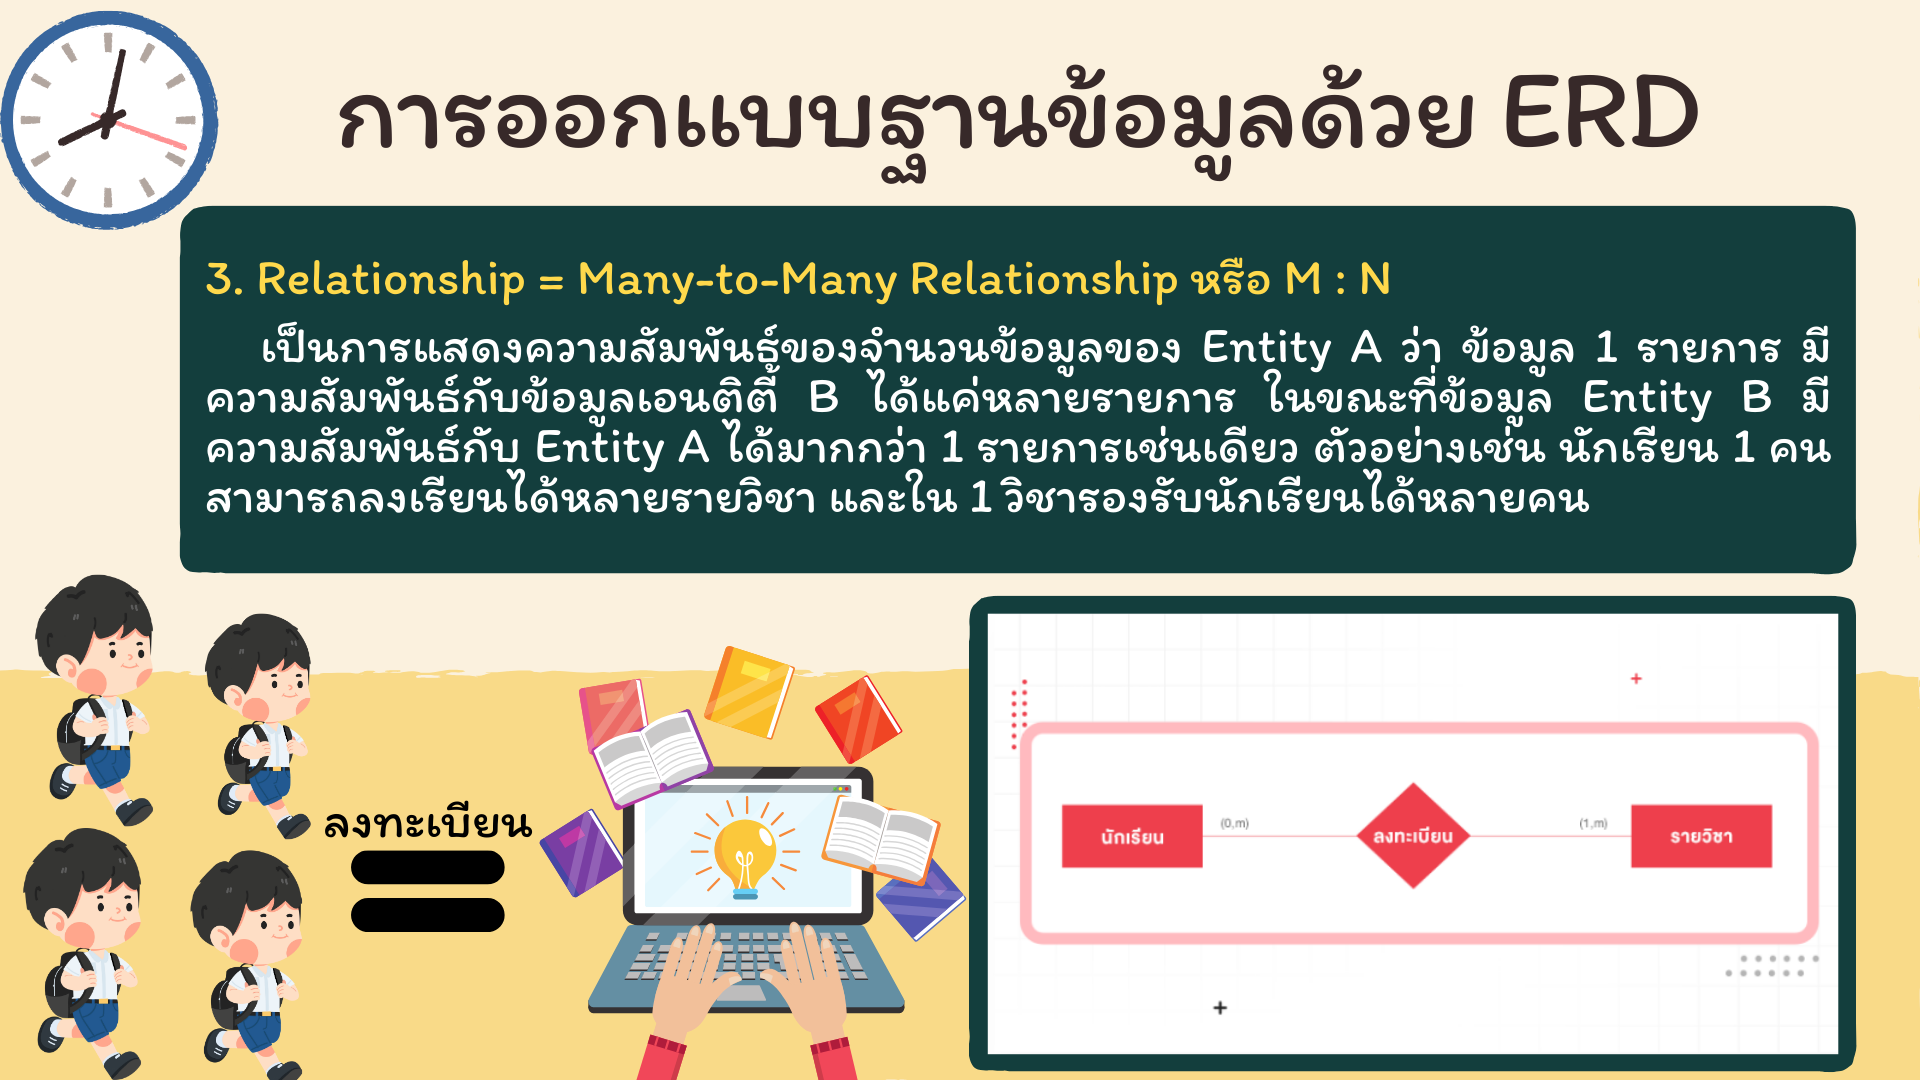 การออกแบบฐานข้อมูลด้วย ERD
3. Relationship = Many-to-Many Relationship หรือ M : N
เป็นการแสดงความสัมพันธ์ของจำนวนข้อมูลของ Entity A ว่า ข้อมูล 1 รายการ มี
ความสัมพันธ์กับข้อมูลเอนติตี้ B ได้แค่หลายรายการ ในขณะที่ข้อมูล Entity B มี
ความสัมพันธ์กับ Entity A ได้มากกว่า 1 รายการเช่นเดียว ตัวอย่างเช่น นักเรียน 1 คน
สามารถลงเรียนได้หลายรายวิชา และใน 1 วิชารองรับนักเรียนได้หลายคน
ลงทะเบียน
นักเรียน (0,m) ลงทะเบียน (1,m) รายวิชา